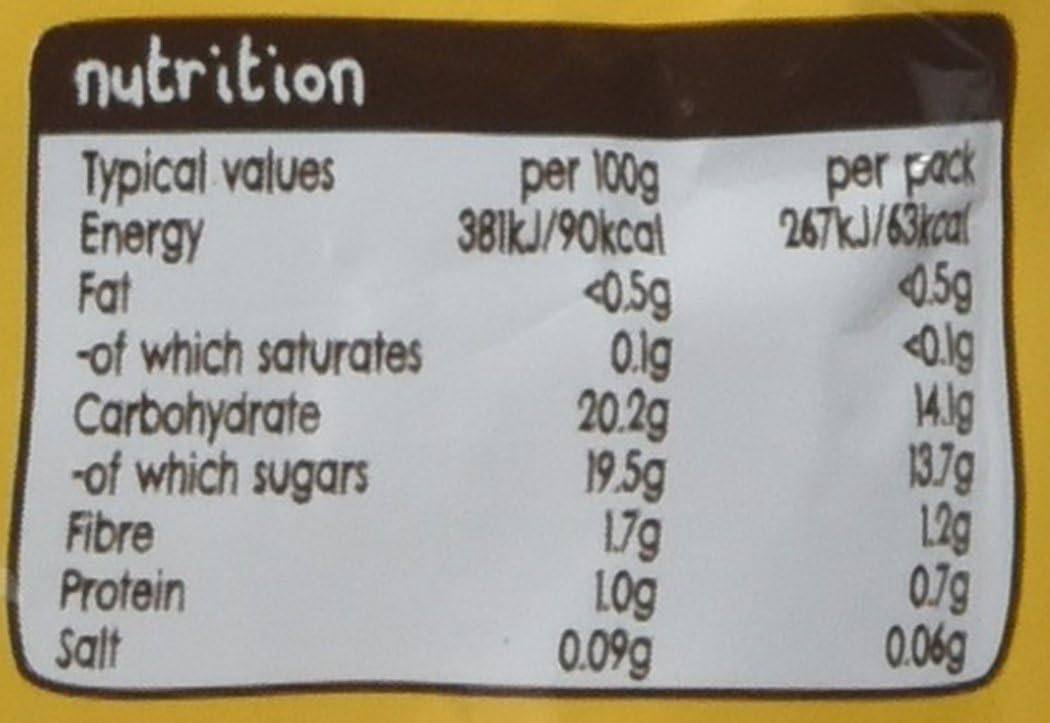 nutrition
Typical values per 100g per pack
Energy 381kJ/90kcal 267kJ/63kcal
Fat <0.5g <0.5g
-of which saturates 0.1g <0.1g
Carbohydrate 20.2g 14.1g
-of which sugars 19.5g 13.7g
Fibre 1.7g 1.2g
Protein 1.0g 0.7g
Salt 0.09g 0.06g